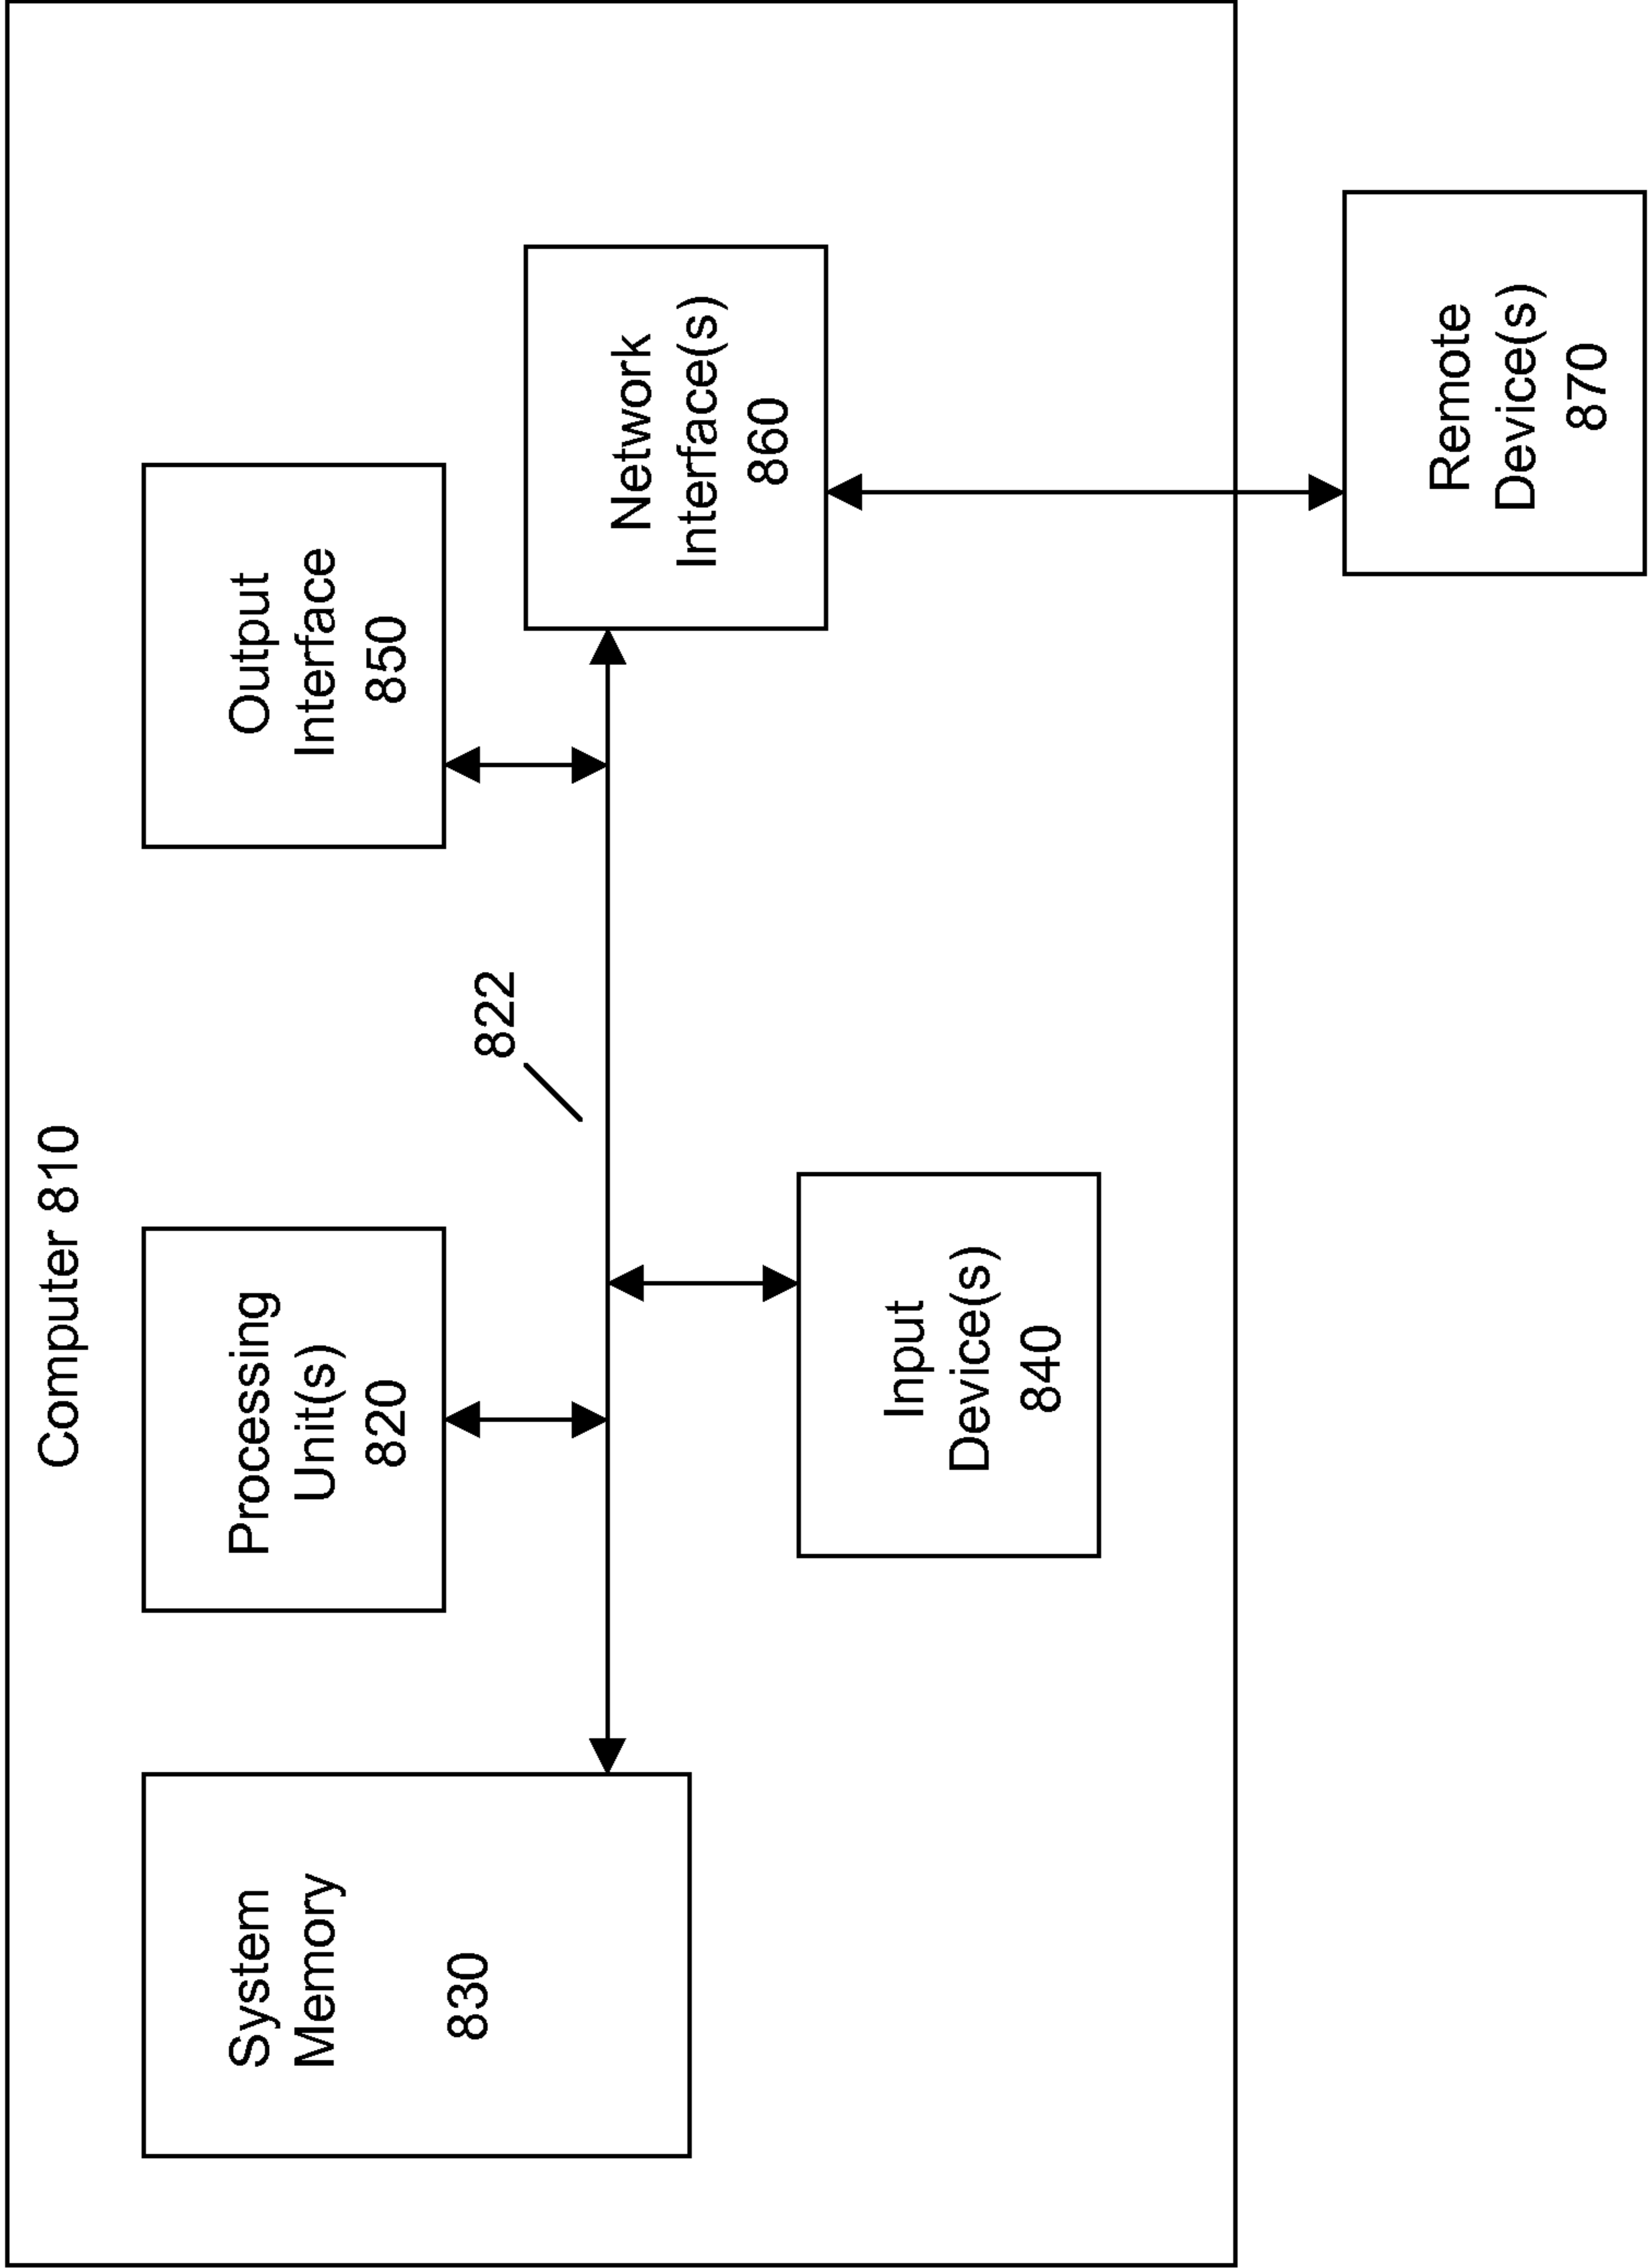 Computer 810
System
Memory
830
Processing
Unit(s)
820
Output
Interface
850
822
Network
Interface(s)
860
Input
Device(s)
840
Remote
Device(s)
870